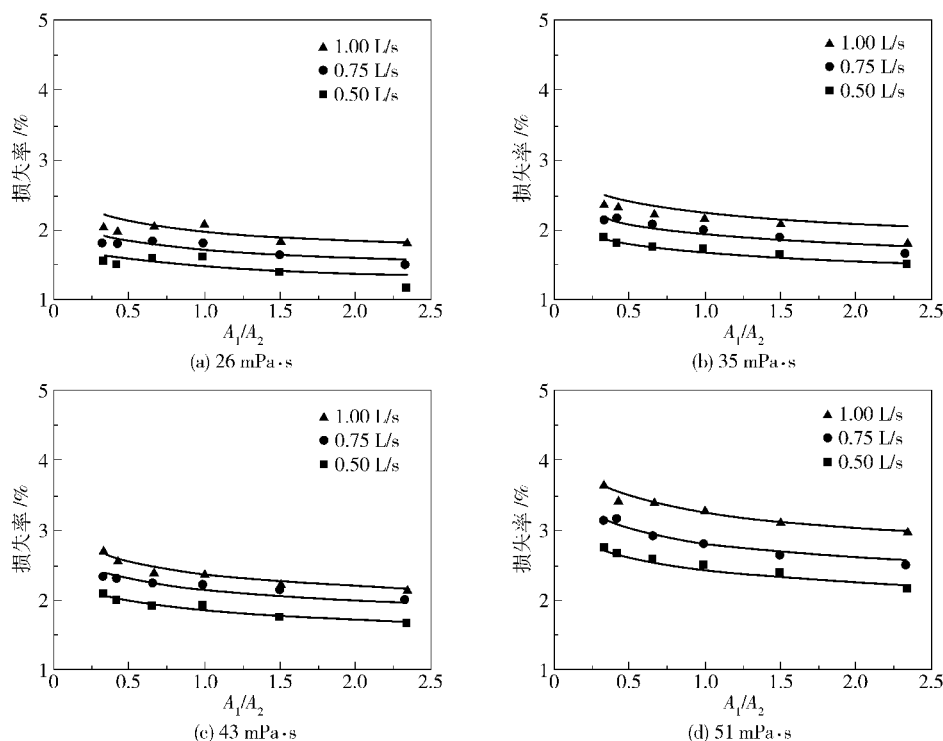 5
4
3
2
1
损失率 /%
▲ 1.00 L/s
● 0.75 L/s
■ 0.50 L/s
0.5 1.0 1.5 2.0 2.5
A₁/A₂
(a) 26 mPa·s
5
4
3
2
1
损失率 /%
▲ 1.00 L/s
● 0.75 L/s
■ 0.50 L/s
0.5 1.0 1.5 2.0 2.5
A₁/A₂
(b) 35 mPa·s
5
4
3
2
1
损失率 /%
▲ 1.00 L/s
● 0.75 L/s
■ 0.50 L/s
0.5 1.0 1.5 2.0 2.5
A₁/A₂
(c) 43 mPa·s
5
4
3
2
1
损失率 /%
▲ 1.00 L/s
● 0.75 L/s
■ 0.50 L/s
0.5 1.0 1.5 2.0 2.5
A₁/A₂
(d) 51 mPa·s